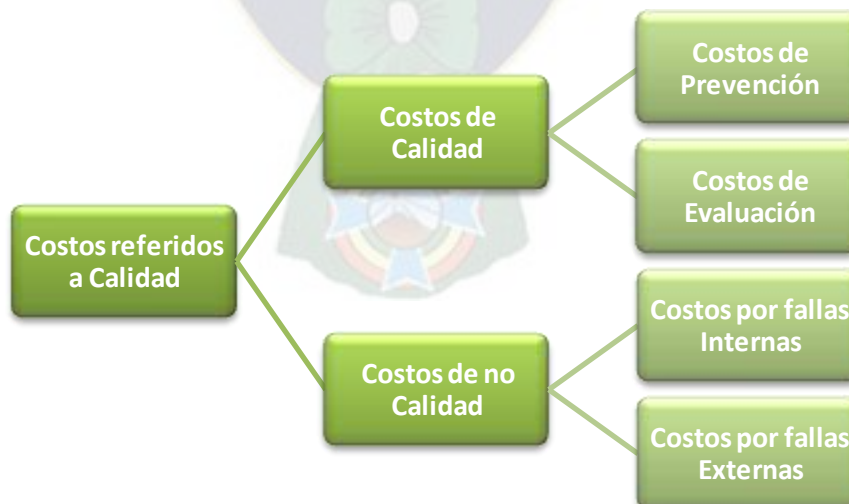 Costos referidos
a Calidad
Costos de
Calidad
Costos de
Prevención
Costos de
Evaluación
Costos de no
Calidad
Costos por fallas
Internas
Costos por fallas
Externas